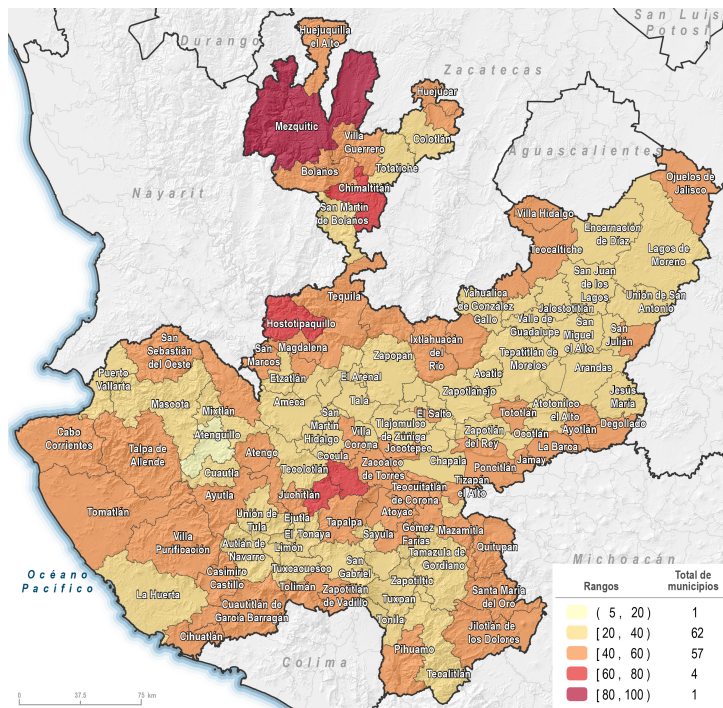 San Luis
Potosí
Durango
Huejuquilla
el Alto
Zacatecas
Huejúcar
Mezquitic
Villa
Guerrero
Colotlán
Aguascalientes
Totatiche
Bolaños
Ojuelos de
Jalisco
Chimaltitán
Nayarit
San Martín
de Bolaños
Villa Hidalgo
Encarnación
de Díaz
Teocaltiche
Lagos de
Moreno
San Juan
de los
Lagos
Tequila
Yahualica
de González
Gallo
Unión de San
Antonio
Jalostotitlán
Hostotipaquillo
Valle de
Guadalupe
San
Miguel
el Alto
San
Julián
San
Sebastián
del Oeste
Magdalena
Ixtlahuacán
del
Río
San
Marcos
Zapopan
Tepatitlán de
Morelos
Puerto
Vallarta
Etzatlán
El Arenal
Acatic
Arandas
Mascota
Ameca
Tala
Zapotlanejo
Jesús
María
Mixtlán
San
Martín
Hidalgo
El Salto
Tototlán
Atotonilco
el Alto
Cabo
Corrientes
Atenguillo
Villa
Corona
Tlajomulco
de Zúñiga
Zapotlán
del Rey
Ocotlán
Ayotlán
Degollado
Talpa de
Allende
Atengo
Cocula
Jocotepec
La Barca
Cuautla
Tecolotlán
Zacoalco
de Torres
Chapala
Poncitlán
Jamay
Ayutla
Juchitlán
Teocuitatlán
de Corona
Tizapán
el Alto
Tomatlán
Unión de
Tula
Ejutla
Tapalpa
Atoyac
Villa
Purificación
El
Limón
Tonaya
Sayula
Gómez
Farías
Mazamitla
Autlán de
Navarro
Tamazula de
Gordiano
Quitupan
Océano
Pacífico
Casimiro
Castillo
Tuxcacuesco
San
Gabriel
Zapotiltic
Michoacán
La Huerta
Tolimán
Zapotitlán
de Vadillo
Tuxpan
Santa María
del Oro
Cuautitlán de
García Barragán
Tonila
Cihuatlán
Jilotlán de
los Dolores
Pihuamo
Colima
Tecalitlán
0 37.5 75 km
Rangos Total de
municipios
( 5 , 20) 1
[ 20 , 40) 62
[ 40 , 60) 57
[ 60 , 80) 4
[ 80 , 100) 1